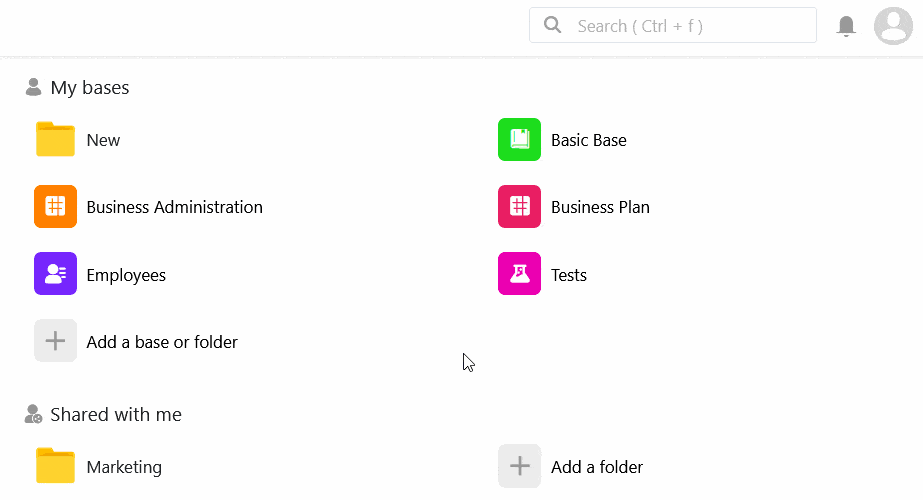 Search ( Ctrl + f )
My bases
New
Basic Base
Business Administration
Business Plan
Employees
Tests
Add a base or folder
Shared with me
Marketing
Add a folder